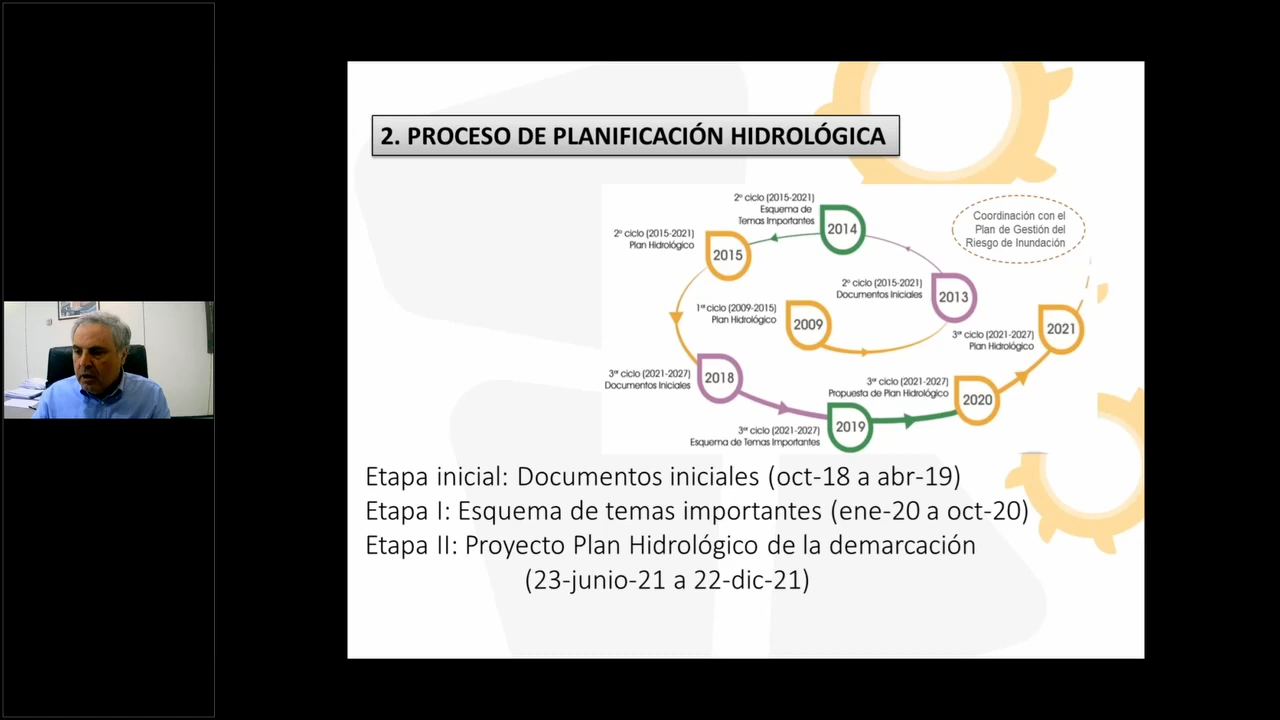 2. PROCESO DE PLANIFICACIÓN HIDROLÓGICA
2º ciclo (2015-2021)
Esquema de
Temas Importantes
2014
Coordinación con el
Plan de Gestión del
Riesgo de Inundación
2º ciclo (2015-2021)
Plan Hidrológico
2015
2º ciclo (2015-2021)
Documentos Iniciales
2013
1er ciclo (2009-2015)
Plan Hidrológico
2009
3er ciclo (2021-2027)
Plan Hidrológico
2021
3er ciclo (2021-2027)
Documentos Iniciales
2018
3er ciclo (2021-2027)
Propuesta de Plan Hidrológico
2020
3er ciclo (2021-2027)
Esquema de Temas Importantes
2019
Etapa inicial: Documentos iniciales (oct-18 a abr-19)
Etapa I: Esquema de temas importantes (ene-20 a oct-20)
Etapa II: Proyecto Plan Hidrológico de la demarcación
(23-junio-21 a 22-dic-21)